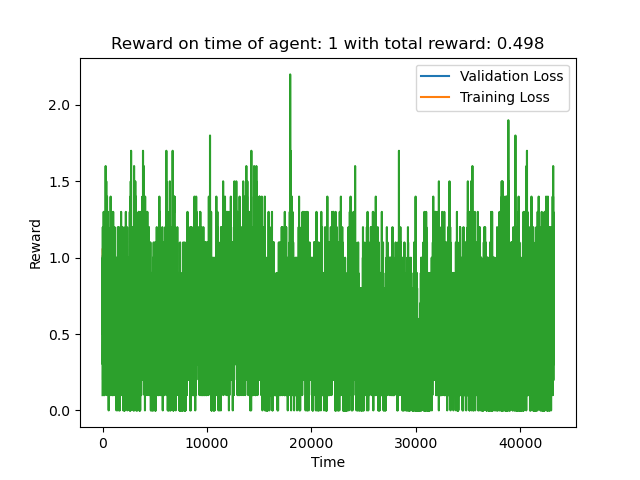 Reward on time of agent: 1 with total reward: 0.498
Validation Loss
Training Loss
2.0
1.5
1.0
0.5
0.0
Reward
0 10000 20000 30000 40000
Time